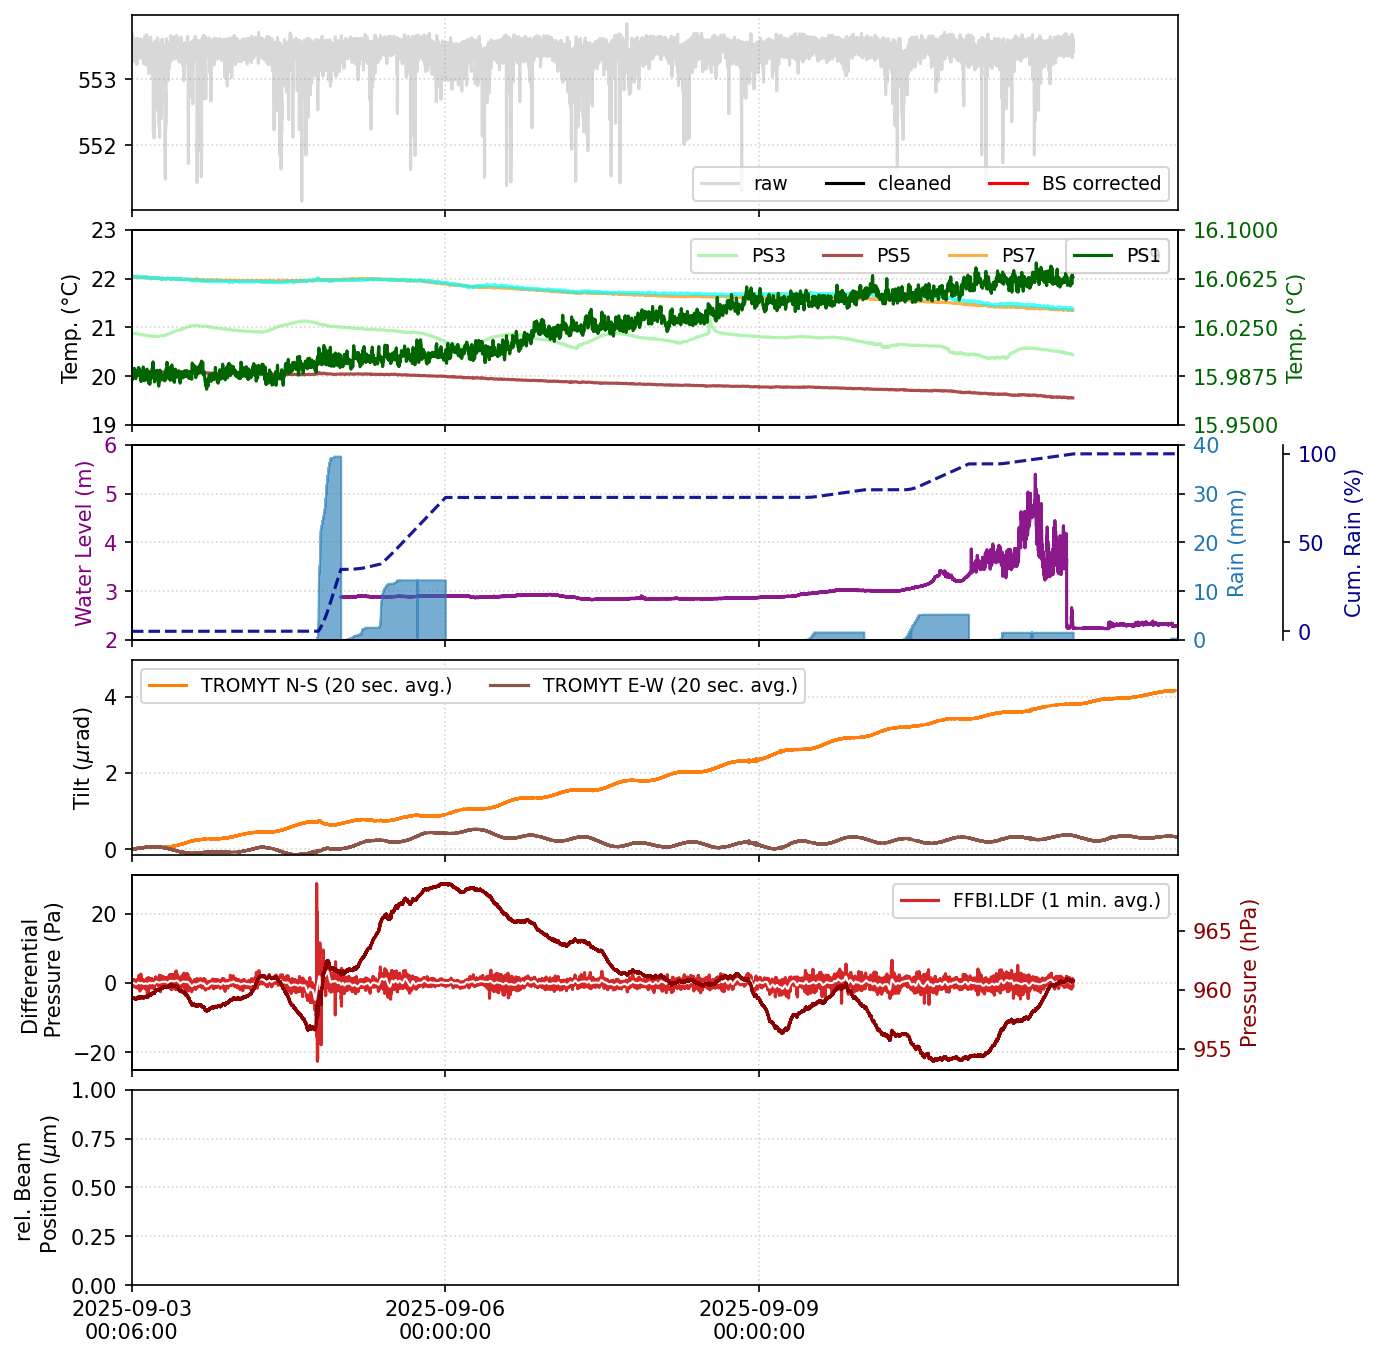 553
552
raw
cleaned
BS corrected
23
22
21
20
19
Temp. (°C)
PS3
PS5
PS7
PS1
16.1000
16.0625
16.0250
15.9875
15.9500
Temp. (°C)
6
5
4
3
2
Water Level (m)
40
30
20
10
0
Rain (mm)
100
50
0
Cum. Rain (%)
4
2
0
Tilt (μrad)
TROMYT N-S (20 sec. avg.)
TROMYT E-W (20 sec. avg.)
20
0
−20
Differential
Pressure (Pa)
FFBI.LDF (1 min. avg.)
965
960
955
Pressure (hPa)
1.00
0.75
0.50
0.25
0.00
rel. Beam
Position (μm)
2025-09-03
00:06:00
2025-09-06
00:00:00
2025-09-09
00:00:00